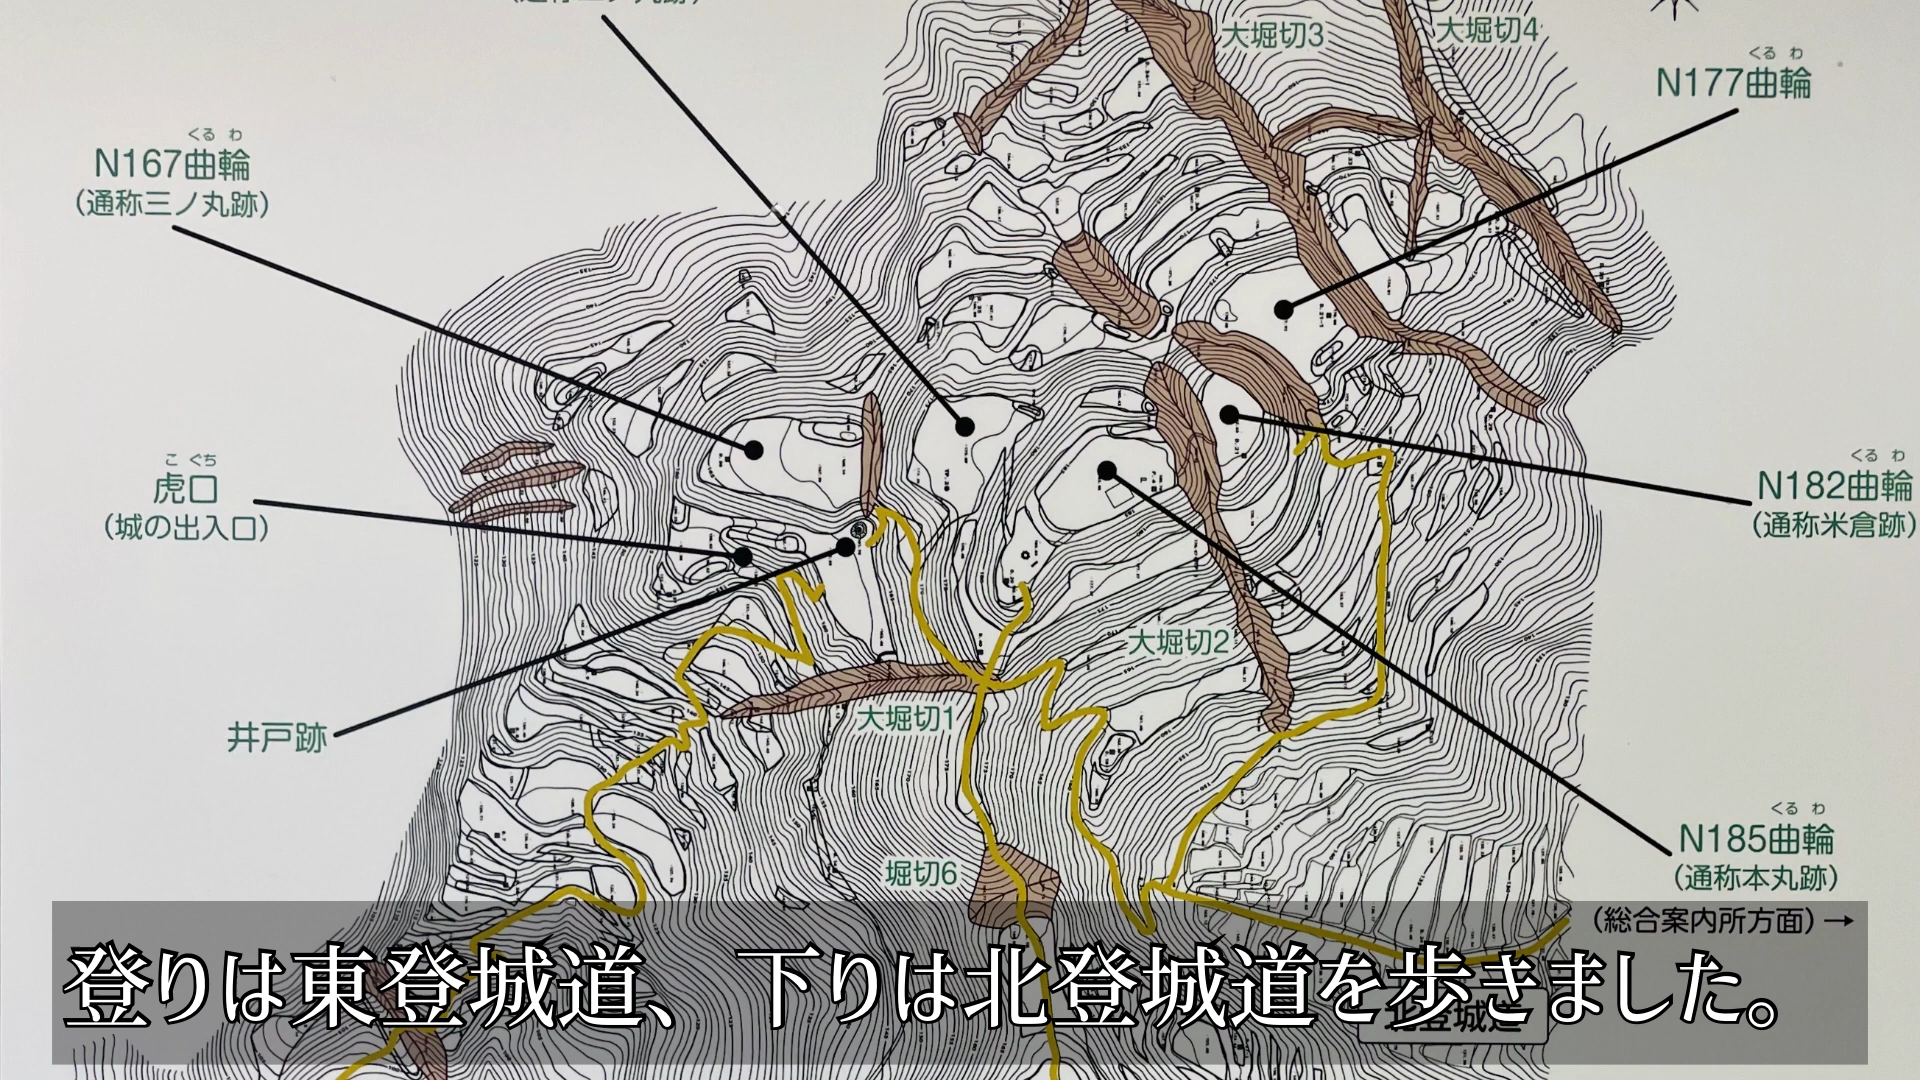 大堀切3
大堀切4
くるわ
N177曲輪
くるわ
N167曲輪
(通称三ノ丸跡)
こぐち
虎口
(城の出入口)
くるわ
N182曲輪
(通称米倉跡)
大堀切2
大堀切1
井戸跡
くるわ
N185曲輪
(通称本丸跡)
堀切6
(総合案内所方面)→
登りは東登城道、下りは北登城道を歩きました。
北登城道